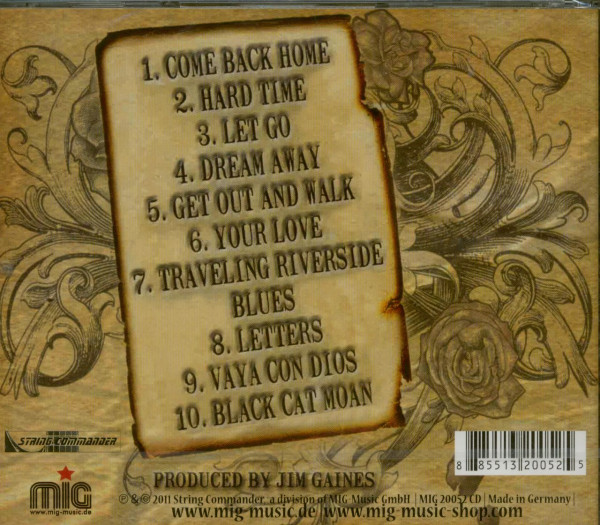 1. COME BACK HOME
2. HARD TIME
3. LET GO
4. DREAM AWAY
5. GET OUT AND WALK
6. YOUR LOVE
7. TRAVELING RIVERSIDE
BLUES
8. LETTERS
9. VAYA CON DIOS
10. BLACK CAT MOAN
STRING COMMANDER
PRODUCED BY JIM GAINES
8 85513 20052 5
MIG
www.mig-music.de
℗ & © 2011 String Commander, a division of MIG Music GmbH | MIG 20052 CD | Made in Germany |
www.mig-music.de |www.mig-music-shop.com